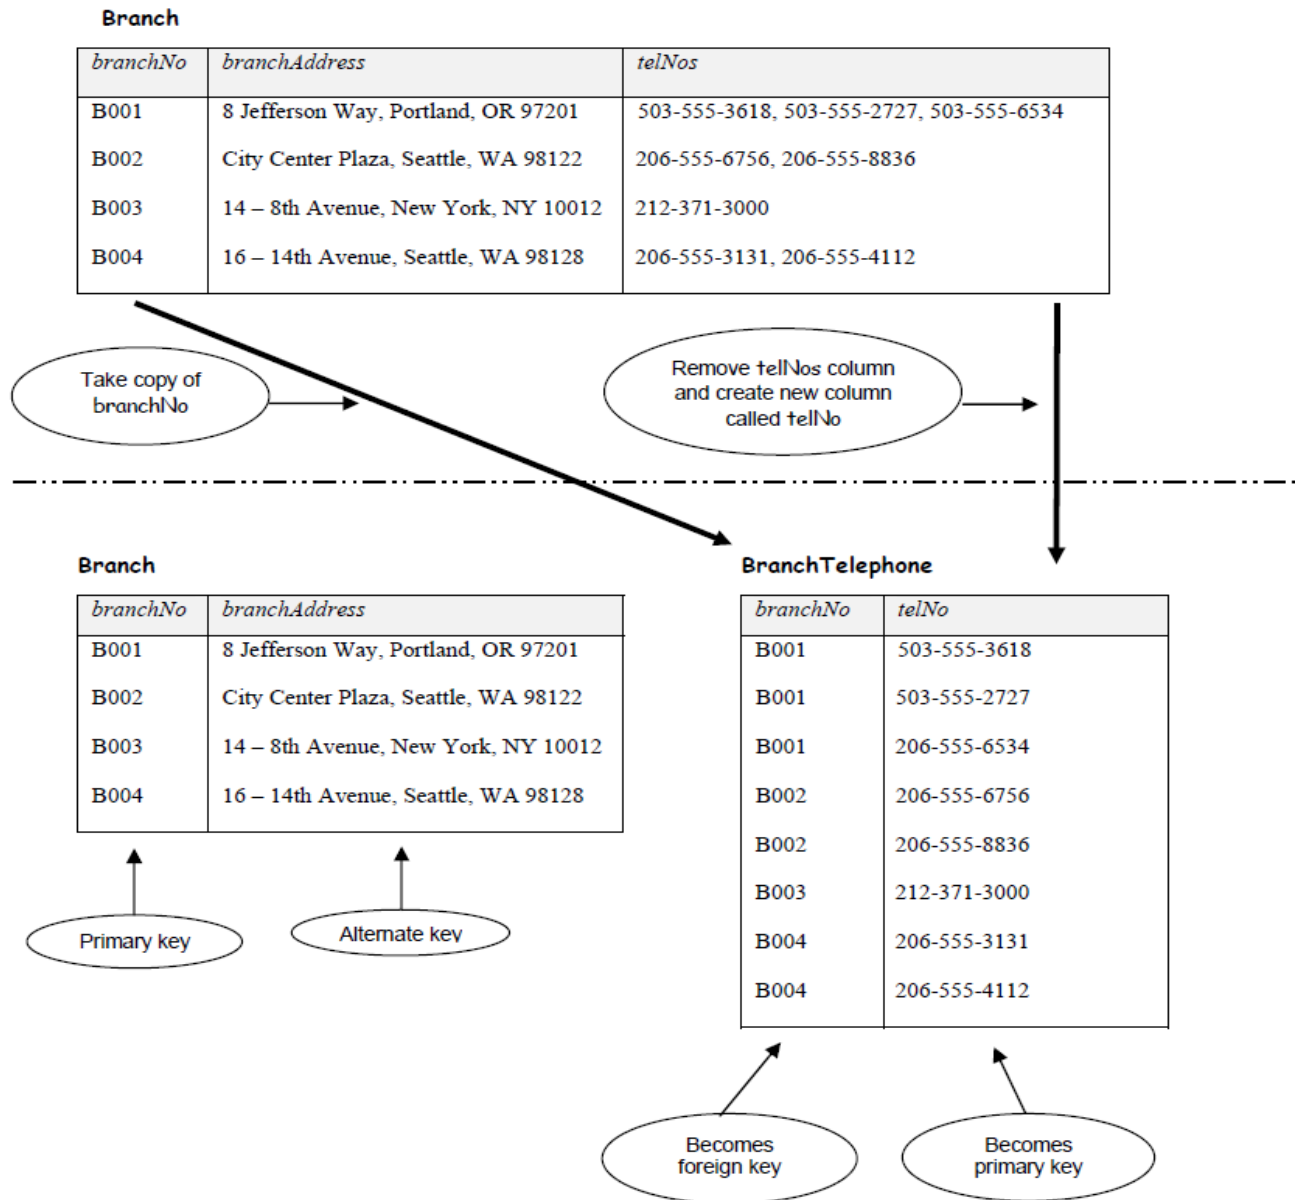 Branch
branchNo branchAddress telNos
B001 8 Jefferson Way, Portland, OR 97201 503-555-3618, 503-555-2727, 503-555-6534
B002 City Center Plaza, Seattle, WA 98122 206-555-6756, 206-555-8836
B003 14 – 8th Avenue, New York, NY 10012 212-371-3000
B004 16 – 14th Avenue, Seattle, WA 98128 206-555-3131, 206-555-4112
Take copy of
branchNo
Remove telNos column
and create new column
called telNo
Branch
branchNo branchAddress
B001 8 Jefferson Way, Portland, OR 97201
B002 City Center Plaza, Seattle, WA 98122
B003 14 – 8th Avenue, New York, NY 10012
B004 16 – 14th Avenue, Seattle, WA 98128
Primary key
Alternate key
BranchTelephone
branchNo telNo
B001 503-555-3618
B001 503-555-2727
B001 206-555-6534
B002 206-555-6756
B002 206-555-8836
B003 212-371-3000
B004 206-555-3131
B004 206-555-4112
Becomes
foreign key
Becomes
primary key